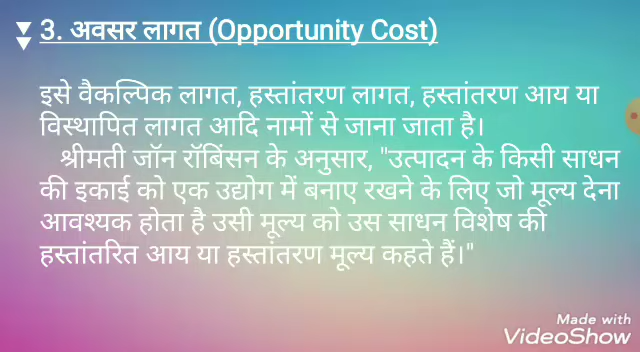 3. अवसर लागत (Opportunity Cost)
इसे वैकल्पिक लागत, हस्तांतरण लागत, हस्तांतरण आय या
विस्थापित लागत आदि नामों से जाना जाता है।
श्रीमती जॉन रॉबिंसन के अनुसार, "उत्पादन के किसी साधन
की इकाई को एक उद्योग में बनाए रखने के लिए जो मूल्य देना
आवश्यक होता है उसी मूल्य को उस साधन विशेष की
हस्तांतरित आय या हस्तांतरण मूल्य कहते हैं।"
Made with
VideoShow